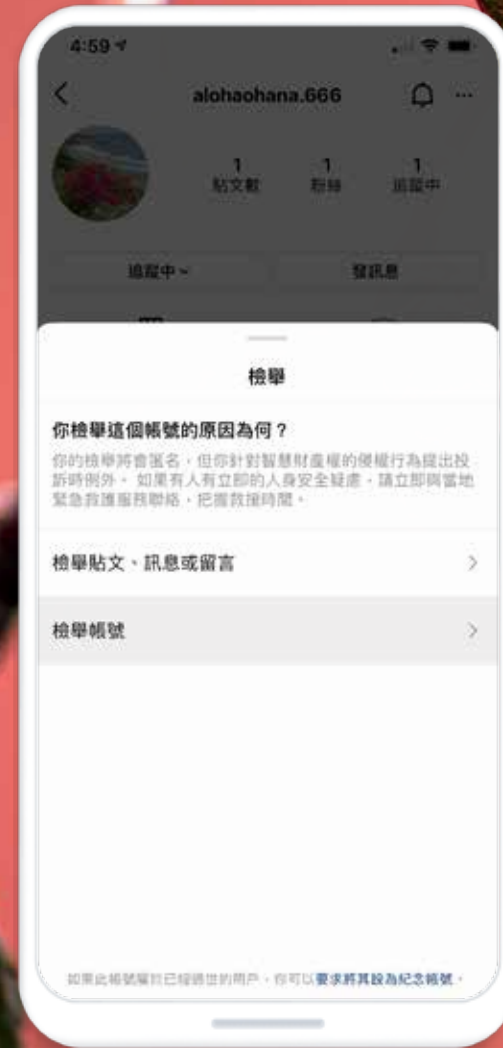 4:59
alohaohana.666
1 1 1
貼文數 粉絲 追蹤中
追蹤中 發訊息
檢舉
你檢舉這個帳號的原因為何？
你的檢舉將會匿名，但你針對智慧財產權的侵權行為提出投
訴時例外。 如果有人有立即的人身安全疑慮，請立即與當地
緊急救護服務聯絡，把握救援時間。
檢舉貼文、訊息或留言
檢舉帳號
如果此帳號屬於已經過世的用戶，你可以要求將其設為紀念帳號。